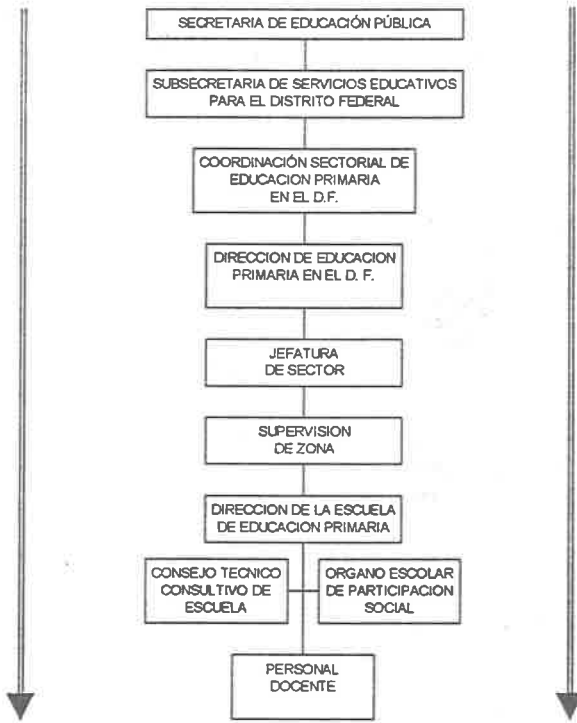 SECRETARIA DE EDUCACIÓN PÚBLICA
SUBSECRETARIA DE SERVICIOS EDUCATIVOS
PARA EL DISTRITO FEDERAL
COORDINACIÓN SECTORIAL DE
EDUCACION PRIMARIA
EN EL D.F.
DIRECCION DE EDUCACION
PRIMARIA EN EL D. F.
JEFATURA
DE SECTOR
SUPERVISION
DE ZONA
DIRECCION DE LA ESCUELA
DE EDUCACION PRIMARIA
CONSEJO TECNICO
CONSULTIVO DE
ESCUELA
ORGANO ESCOLAR
DE PARTICIPACION
SOCIAL
PERSONAL
DOCENTE